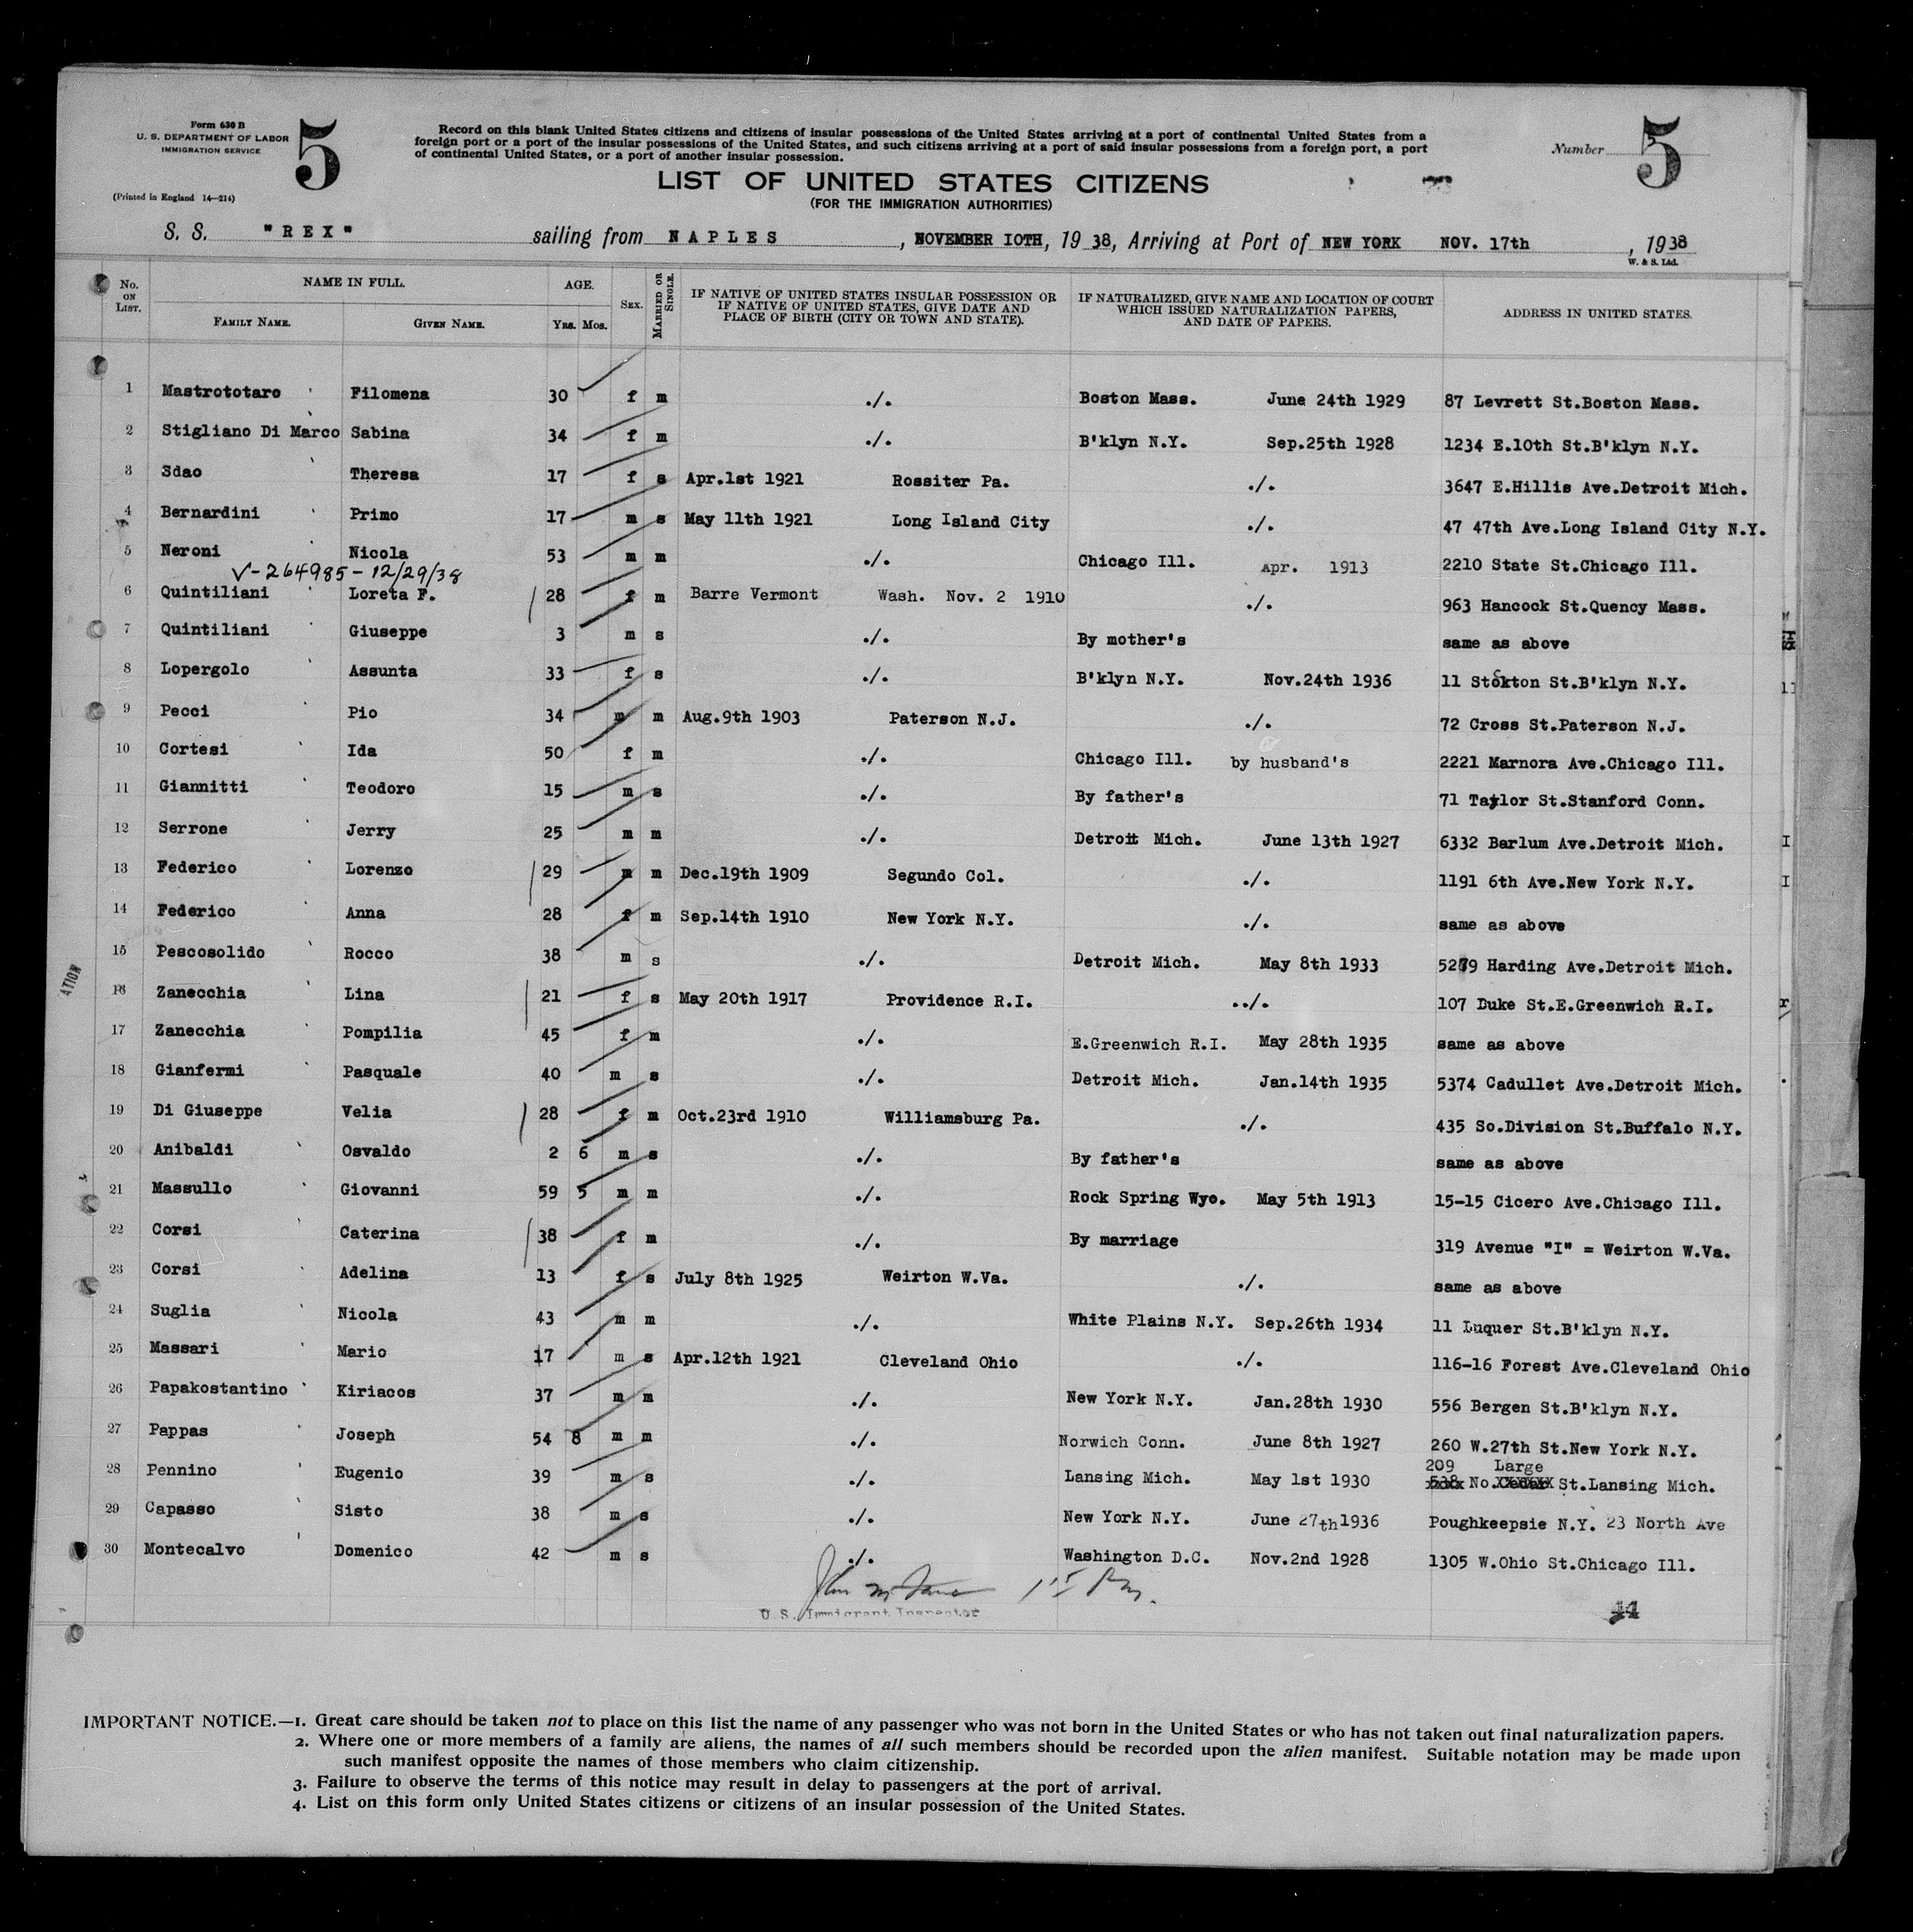 Form 630 B
U. S. DEPARTMENT OF LABOR
IMMIGRATION SERVICE
5
(Printed in England 14—214)
Record on this blank United States citizens and citizens of insular possessions of the United States arriving at a port of continental United States from a
foreign port or a port of the insular possessions of the United States, and such citizens arriving at a port of said insular possessions from a foreign port, a port
of continental United States, or a port of another insular possession.
Number 5
LIST OF UNITED STATES CITIZENS
(FOR THE IMMIGRATION AUTHORITIES)
S. S. "REX" sailing from NAPLES, NOVEMBER IOTH, 19 38, Arriving at Port of NEW YORK NOV. 17th, 1938
W. & S. Ltd.
No. ON LIST. NAME IN FULL. FAMILY NAME. GIVEN NAME. AGE. YRS. MOS. SEX. MARRIED OR SINGLE. IF NATIVE OF UNITED STATES INSULAR POSSESSION OR IF NATIVE OF UNITED STATES, GIVE DATE AND PLACE OF BIRTH (CITY OR TOWN AND STATE). IF NATURALIZED, GIVE NAME AND LOCATION OF COURT WHICH ISSUED NATURALIZATION PAPERS, AND DATE OF PAPERS. ADDRESS IN UNITED STATES.
1 Mastrototaro Filomena 30 f m ./. Boston Mass. June 24th 1929 87 Levrett St.Boston Mass.
2 Stigliano Di Marco Sabina 34 f m ./. B'klyn N.Y. Sep.25th 1928 1234 E.10th St.B'klyn N.Y.
3 Sdao Theresa 17 f s Apr.1st 1921 Rossiter Pa. ./. 3647 E.Hillis Ave.Detroit Mich.
4 Bernardini Primo 17 m s May 11th 1921 Long Island City ./. 47 47th Ave.Long Island City N.Y.
5 Neroni Nicola 53 m m ./. Chicago Ill. Apr. 1913 2210 State St.Chicago Ill.
V-264985-12/29/38
6 Quintiliani Loreta F. 28 f m Barre Vermont Wash. Nov. 2 1910 ./. 963 Hancock St.Quency Mass.
7 Quintiliani Giuseppe 3 m s ./. By mother's same as above
8 Lopergolo Assunta 33 f s ./. B'klyn N.Y. Nov.24th 1936 11 Stokton St.B'klyn N.Y.
9 Pecci Pio 34 m m Aug.9th 1903 Paterson N.J. ./. 72 Cross St.Paterson N.J.
10 Cortesi Ida 50 f m ./. Chicago Ill. by husband's 2221 Marnora Ave.Chicago Ill.
11 Giannitti Teodoro 15 m s ./. By father's 71 Taylor St.Stanford Conn.
12 Serrone Jerry 25 m m ./. Detroit Mich. June 13th 1927 6332 Barlum Ave.Detroit Mich.
13 Federico Lorenzo 29 m m Dec.19th 1909 Segundo Col. ./. 1191 6th Ave.New York N.Y.
14 Federico Anna 28 f m Sep.14th 1910 New York N.Y. ./. same as above
15 Pescosolido Rocco 38 m s ./. Detroit Mich. May 8th 1933 5279 Harding Ave.Detroit Mich.
16 Zanecchia Lina 21 f s May 20th 1917 Providence R.I. ../. 107 Duke St.E.Greenwich R.I.
17 Zanecchia Pompilia 45 f m ./. E.Greenwich R.I. May 28th 1935 same as above
18 Gianfermi Pasquale 40 m s ./. Detroit Mich. Jan.14th 1935 5374 Cadullet Ave.Detroit Mich.
19 Di Giuseppe Velia 28 f m Oct.23rd 1910 Williamsburg Pa. ./. 435 So.Division St.Buffalo N.Y.
20 Anibaldi Osvaldo 2 6 m s ./. By father's same as above
21 Massullo Giovanni 59 5 m m ./. Rock Spring Wyo. May 5th 1913 15-15 Cicero Ave.Chicago Ill.
22 Corsi Caterina 38 f m ./. By marriage 319 Avenue "I" = Weirton W.Va.
23 Corsi Adelina 13 f s July 8th 1925 Weirton W.Va. ./. same as above
24 Suglia Nicola 43 m m ./. White Plains N.Y. Sep.26th 1934 11 Luquer St.B'klyn N.Y.
25 Massari Mario 17 m s Apr.12th 1921 Cleveland Ohio ./. 116-16 Forest Ave.Cleveland Ohio
26 Papakostantino Kiriacos 37 m m ./. New York N.Y. Jan.28th 1930 556 Bergen St.B'klyn N.Y.
27 Pappas Joseph 54 8 m m ./. Norwich Conn. June 8th 1927 260 W.27th St.New York N.Y.
209 Large
28 Pennino Eugenio 39 m s ./. Lansing Mich. May 1st 1930 538 No. Cedar St.Lansing Mich.
29 Capasso Sisto 38 m s ./. New York N.Y. June 27th1936 Poughkeepsie N.Y. 23 North Ave
30 Montecalvo Domenico 42 m s ./. Washington D.C. Nov.2nd 1928 1305 W.Ohio St.Chicago Ill.
U.S. Immigrant Inspector
44
IMPORTANT NOTICE.—1. Great care should be taken not to place on this list the name of any passenger who was not born in the United States or who has not taken out final naturalization papers.
2. Where one or more members of a family are aliens, the names of all such members should be recorded upon the alien manifest. Suitable notation may be made upon
such manifest opposite the names of those members who claim citizenship.
3. Failure to observe the terms of this notice may result in delay to passengers at the port of arrival.
4. List on this form only United States citizens or citizens of an insular possession of the United States.